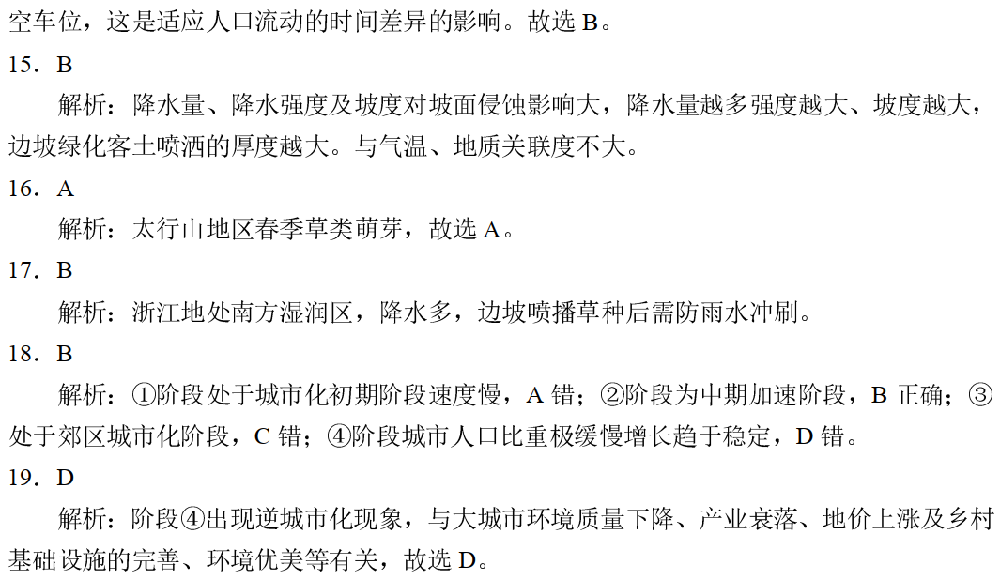 空车位，这是适应人口流动的时间差异的影响。故选 B。
15．B
解析：降水量、降水强度及坡度对坡面侵蚀影响大，降水量越多强度越大、坡度越大，
边坡绿化客土喷洒的厚度越大。与气温、地质关联度不大。
16．A
解析：太行山地区春季草类萌芽，故选 A。
17．B
解析：浙江地处南方湿润区，降水多，边坡喷播草种后需防雨水冲刷。
18．B
解析：①阶段处于城市化初期阶段速度慢，A 错；②阶段为中期加速阶段，B 正确；③
处于郊区城市化阶段，C 错；④阶段城市人口比重极缓慢增长趋于稳定，D 错。
19．D
解析：阶段④出现逆城市化现象，与大城市环境质量下降、产业衰落、地价上涨及乡村
基础设施的完善、环境优美等有关，故选 D。